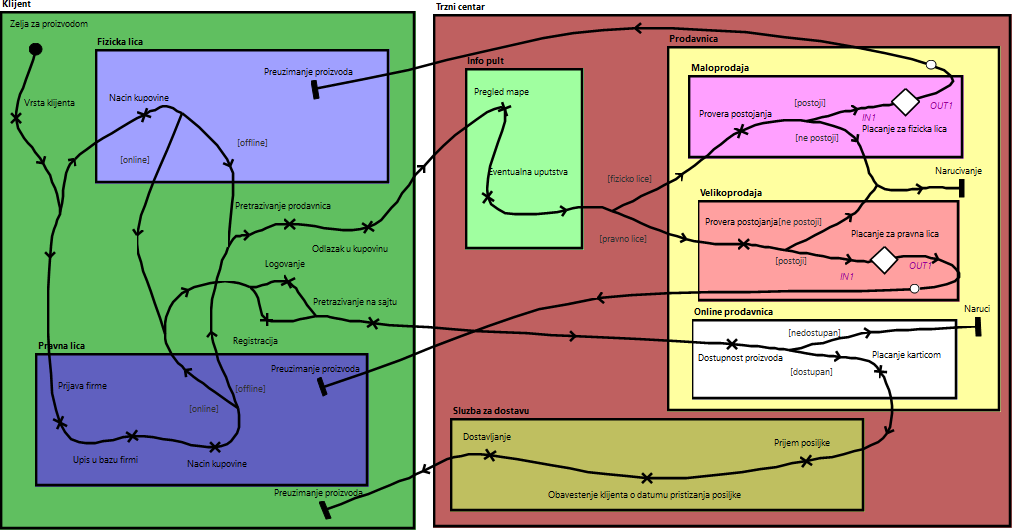 Klijent
Zelja za proizvodom
Vrsta klijenta
Fizicka lica
Preuzimanje proizvoda
Nacin kupovine
[online]
[offline]
Pretrazivanje prodavnica
Odlazak u kupovinu
Logovanje
Pretrazivanje na sajtu
Registracija
Pravna lica
Preuzimanje proizvoda
Prijava firme
[offline]
[online]
Upis u bazu firmi
Nacin kupovine
Preuzimanje proizvoda
Trzni centar
Info pult
Pregled mape
Eventualna uputstva
[fizicko lice]
[pravno lice]
Prodavnica
Maloprodaja
Provera postojanja
[postoji]
[ne postoji]
IN1
OUT1
Placanje za fizicka lica
Narucivanje
Velikoprodaja
Provera postojanja
[ne postoji]
[postoji]
Placanje za pravna lica
IN1
OUT1
Online prodavnica
Naruci
[nedostupan]
Dostupnost proizvoda
[dostupan]
Placanje karticom
Sluzba za dostavu
Dostavljanje
Prijem posiljke
Obavestenje klijenta o datumu pristizanja posiljke